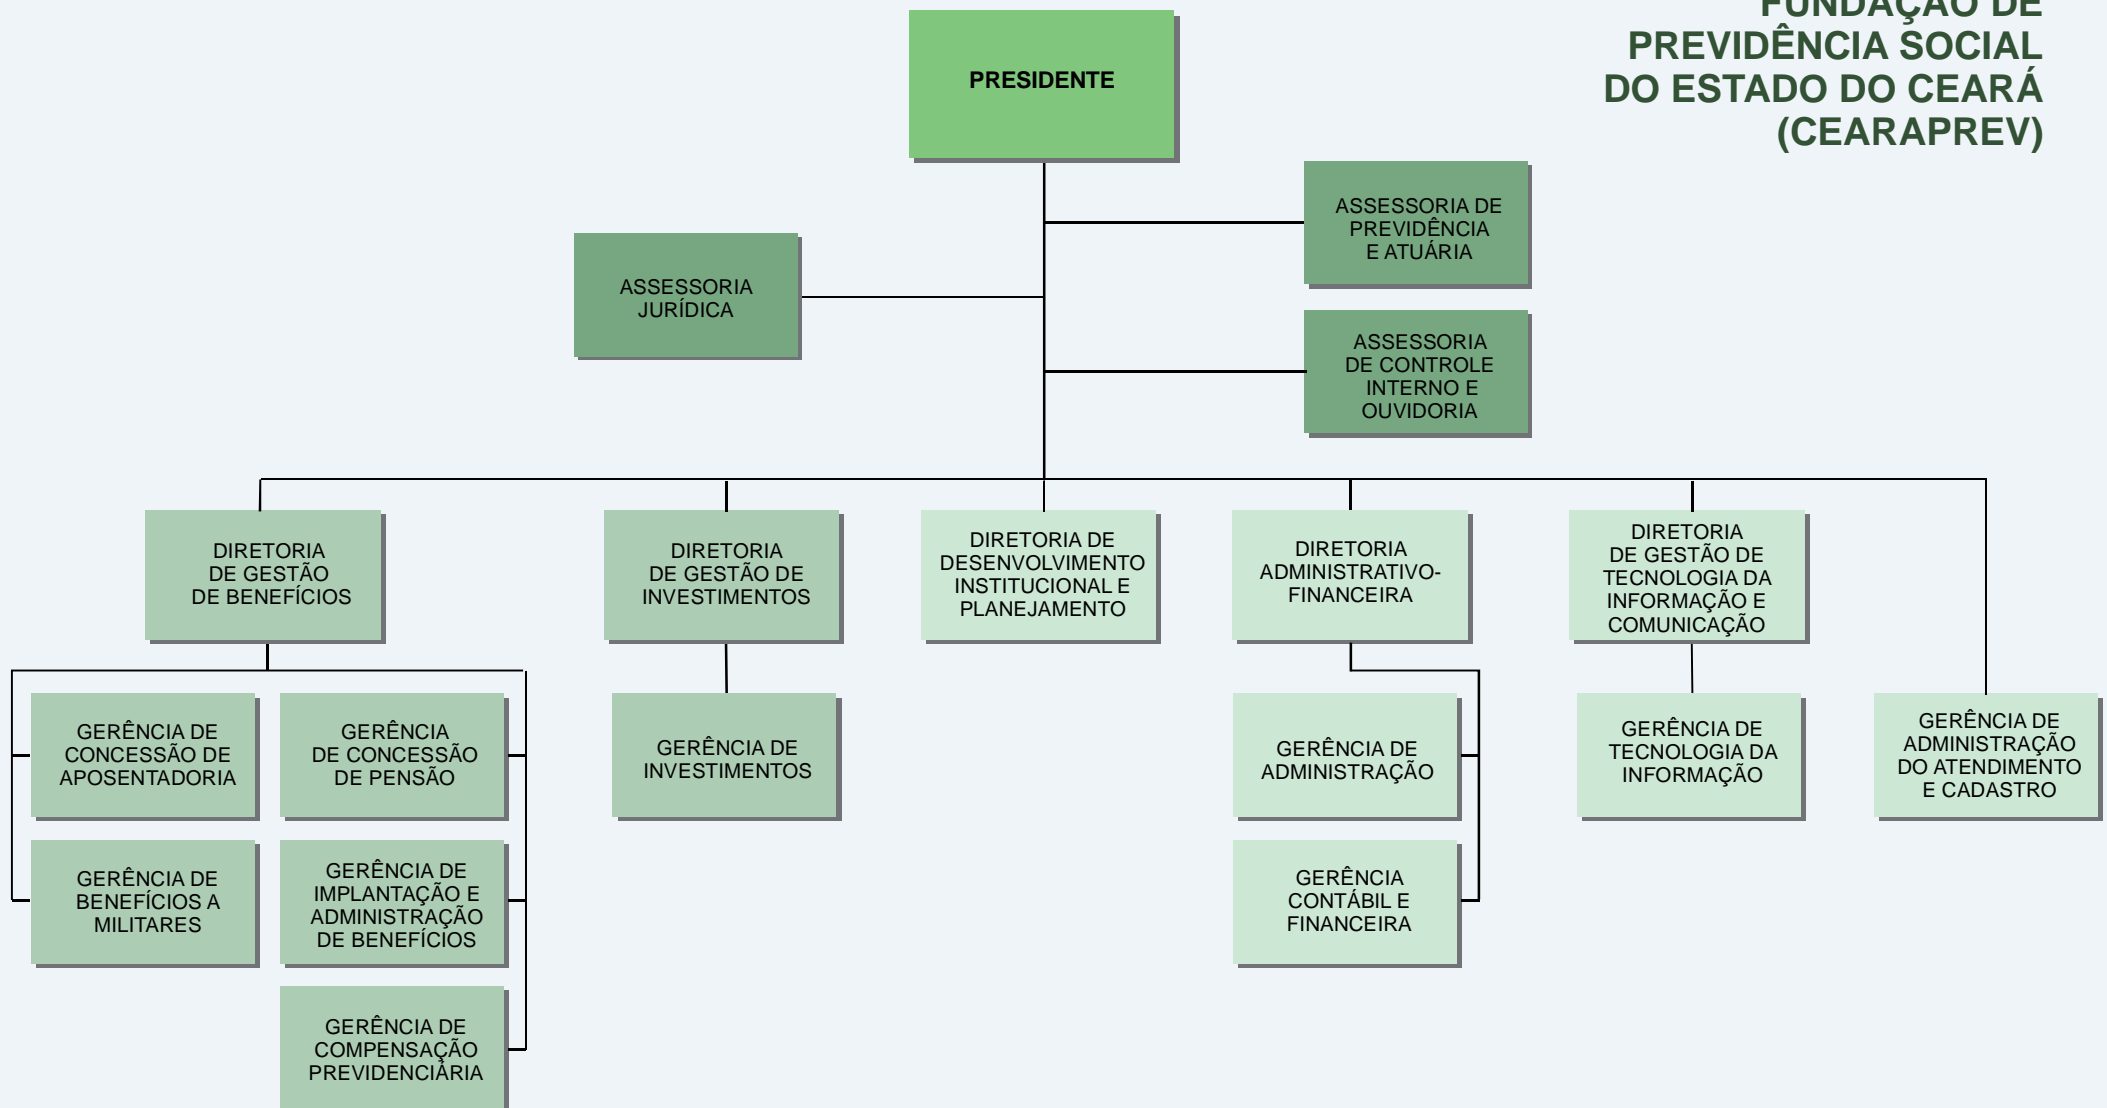 FUNDAÇÃO DE
PREVIDÊNCIA SOCIAL
DO ESTADO DO CEARÁ
(CEARAPREV)
PRESIDENTE
ASSESSORIA DE
PREVIDÊNCIA
E ATUÁRIA
ASSESSORIA
JURÍDICA
ASSESSORIA
DE CONTROLE
INTERNO E
OUVIDORIA
DIRETORIA
DE GESTÃO
DE BENEFÍCIOS
DIRETORIA
DE GESTÃO DE
INVESTIMENTOS
DIRETORIA DE
DESENVOLVIMENTO
INSTITUCIONAL E
PLANEJAMENTO
DIRETORIA
ADMINISTRATIVO-
FINANCEIRA
DIRETORIA
DE GESTÃO DE
TECNOLOGIA DA
INFORMAÇÃO E
COMUNICAÇÃO
GERÊNCIA DE
CONCESSÃO DE
APOSENTADORIA
GERÊNCIA
DE CONCESSÃO
DE PENSÃO
GERÊNCIA DE
INVESTIMENTOS
GERÊNCIA DE
ADMINISTRAÇÃO
GERÊNCIA DE
TECNOLOGIA DA
INFORMAÇÃO
GERÊNCIA DE
ADMINISTRAÇÃO
DO ATENDIMENTO
E CADASTRO
GERÊNCIA DE
BENEFÍCIOS A
MILITARES
GERÊNCIA DE
IMPLANTAÇÃO E
ADMINISTRAÇÃO
DE BENEFÍCIOS
GERÊNCIA
CONTÁBIL E
FINANCEIRA
GERÊNCIA DE
COMPENSAÇÃO
PREVIDENCIÁRIA